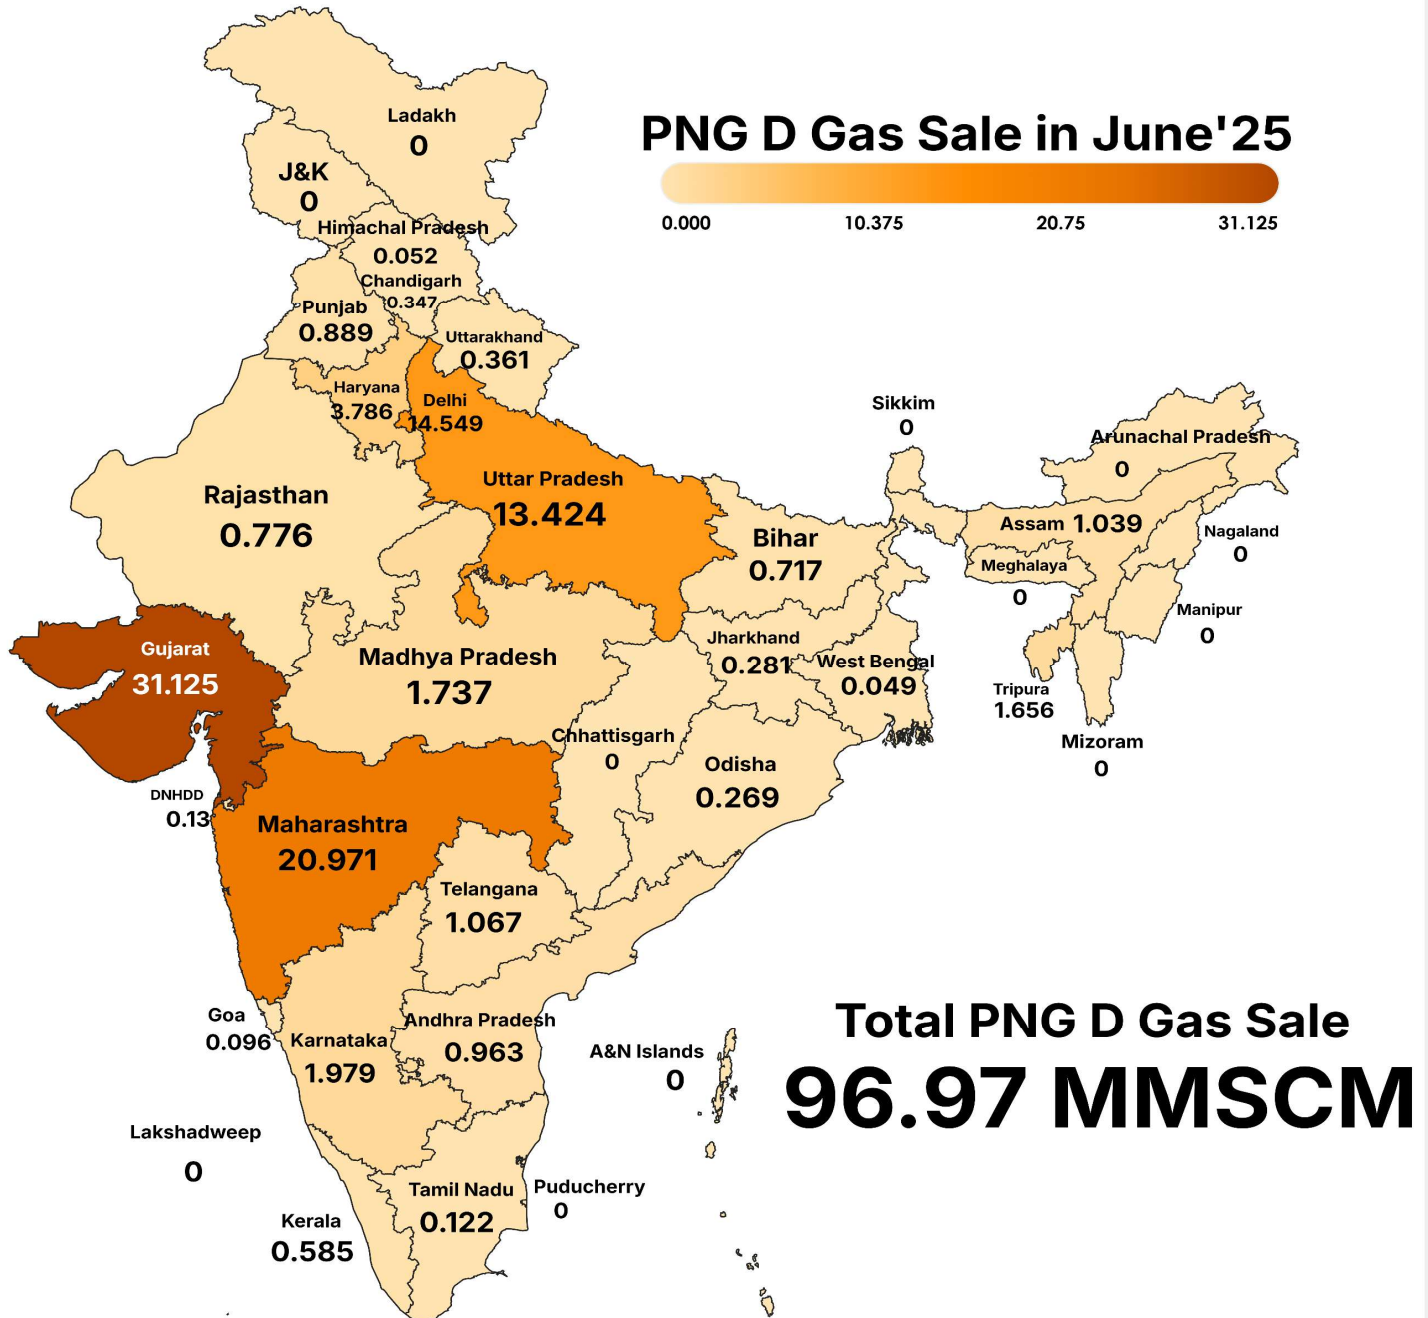 PNG D Gas Sale in June'25
0.000 10.375 20.75 31.125
Ladakh
0
J&K
0
Himachal Pradesh
0.052
Chandigarh
0.347
Punjab
0.889
Uttarakhand
0.361
Haryana
3.786
Delhi
14.549
Sikkim
0
Arunachal Pradesh
0
Rajasthan
0.776
Uttar Pradesh
13.424
Bihar
0.717
Assam 1.039
Nagaland
0
Meghalaya
0
Manipur
0
Gujarat
31.125
Madhya Pradesh
1.737
Jharkhand
0.281
West Bengal
0.049
Tripura
1.656
Mizoram
0
Chhattisgarh
0
Odisha
0.269
DNHDD
0.13
Maharashtra
20.971
Telangana
1.067
Goa
0.096
Karnataka
1.979
Andhra Pradesh
0.963
A&N Islands
0
Total PNG D Gas Sale
96.97 MMSCM
Lakshadweep
0
Tamil Nadu
0.122
Puducherry
0
Kerala
0.585